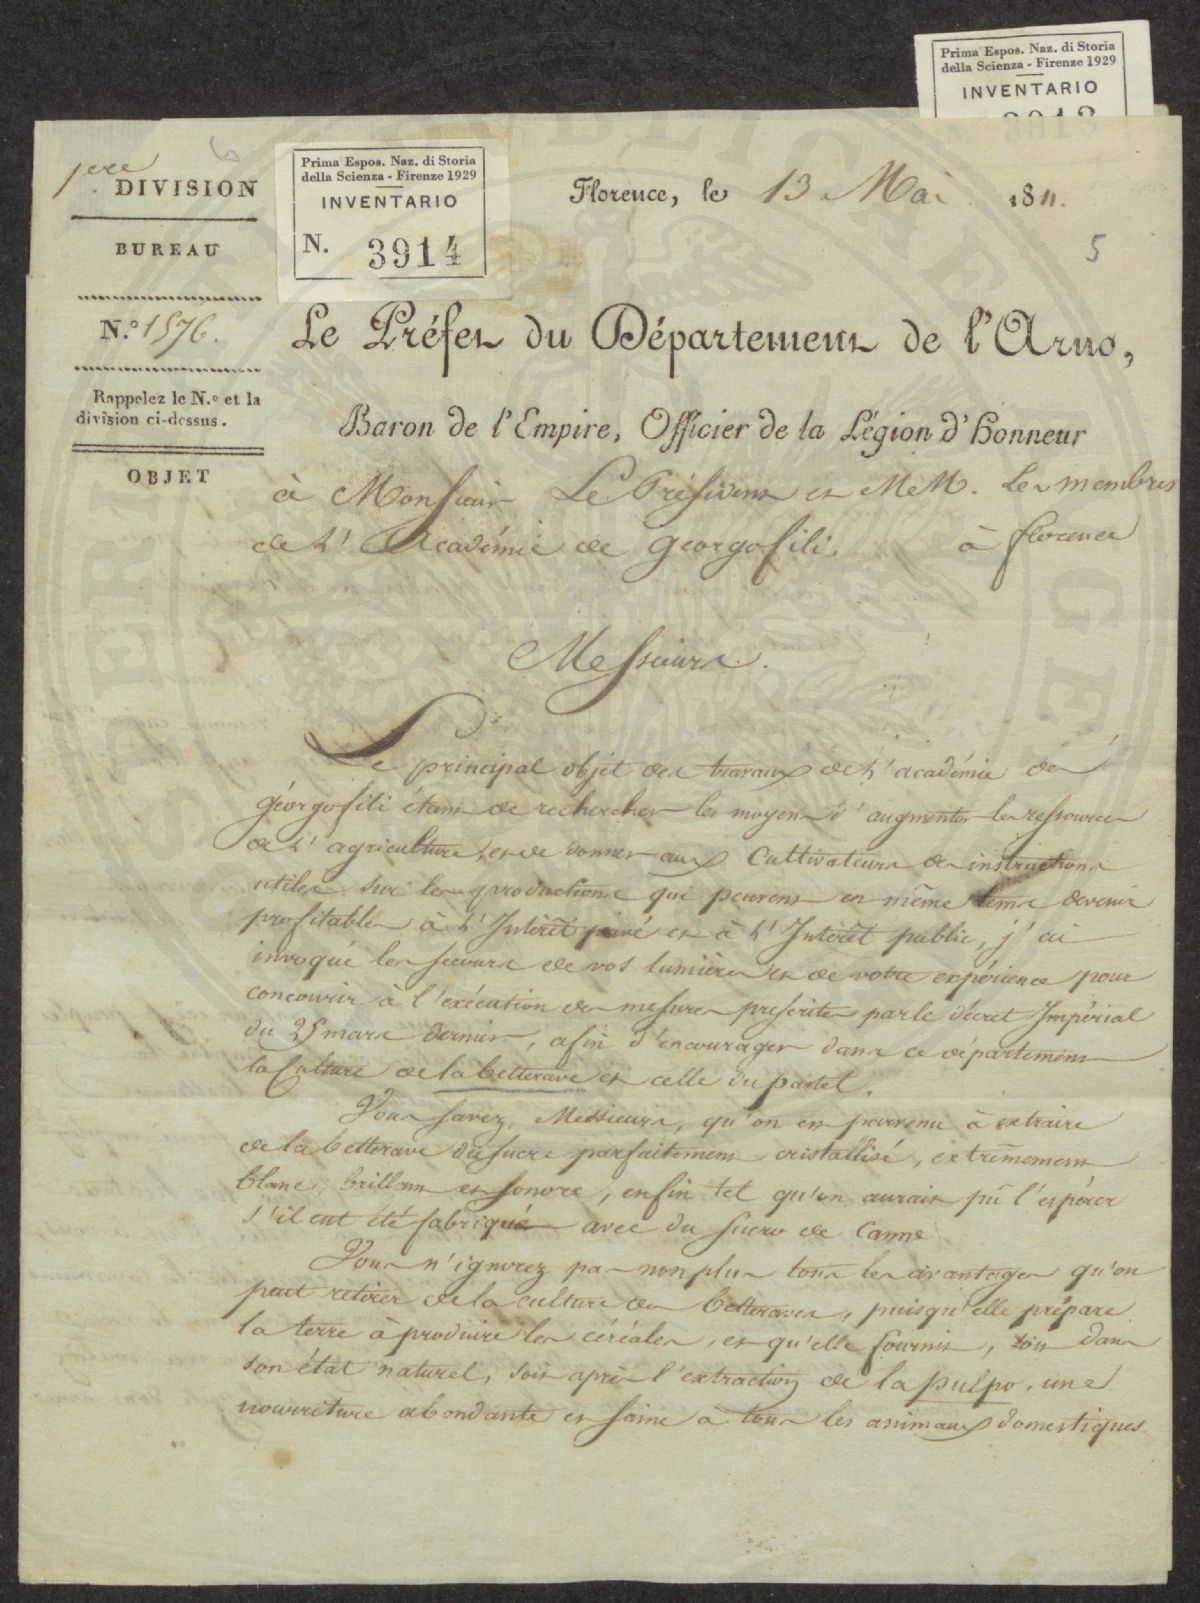 Prima Espos. Naz. di Storia
della Scienza - Firenze 1929
INVENTARIO
1.ere DIVISION
BUREAU
N.o 1576.
Rappelez le N.o et la
division ci-dessus.
OBJET
Prima Espos. Naz. di Storia
della Scienza - Firenze 1929
INVENTARIO
N. 3914
Florence, le 13 Mai 1811.
5
Le Préfet du Département de l'Arno,
Baron de l'Empire, Officier de la Légion d'Honneur
à Monsieur Le Président et M.M. les membres
de l'Académie de georgofili. à florence
Messieurs.
Le principal objet des travaux de l'académie de
géorgofili étant de rechercher les moyens d'augmenter les ressources
de l'agriculture, et de donner aux Cultivateurs des instructions
utiles sur les productions qui peuvent en même tems devenir
profitables à l'Intérêt privé et à l'Intérêt public, j'ai
invoqué les secours de vos lumières et de votre expérience pour
concourir à l'exécution des mesures prescrites par le décret Impérial
du 25 mars dernier, afin d'encourager dans ce département
la Culture de la betterave et celle du pastel.
Vous savez, Messieurs, qu'on est parvenu à extraire
de la betterave du sucre parfaitement cristallisé, extrêmement
blanc, brillant et sonore, enfin tel qu'on aurait pû l'espérer
s'il eut été fabriqué avec du sucre de Canne
Vous n'ignorez pas non plus tous les avantages qu'on
peut retirer de la culture des betteraves, puisqu'elle prépare
la terre à produire les céréales, et qu'elle fournit, soit dans
son état naturel, soit après l'extraction de la pulpe, une
nourriture abondante et saine à tous les animaux domestiques.